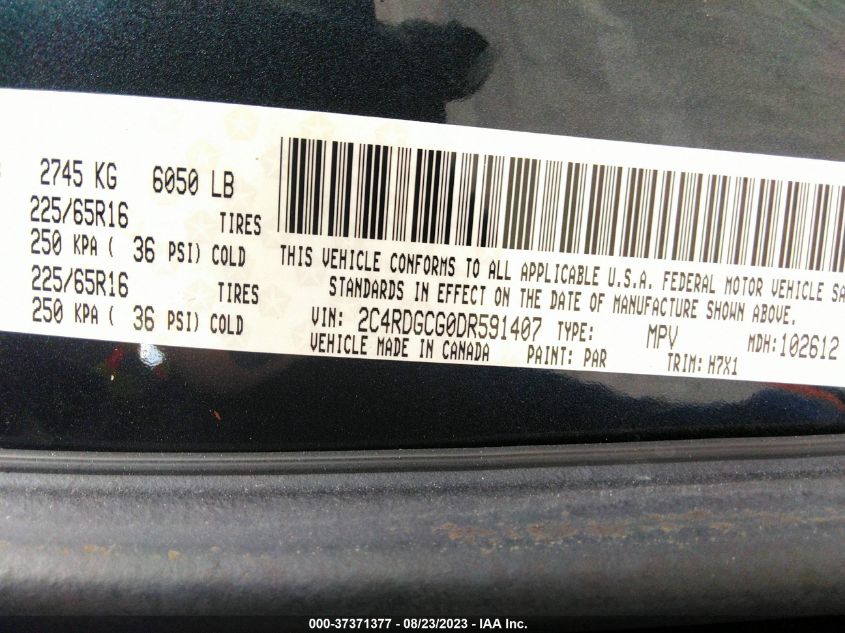 2745 KG 6050 LB
225/65R16 TIRES
250 KPA ( 36 PSI) COLD
225/65R16 TIRES
250 KPA ( 36 PSI) COLD
THIS VEHICLE CONFORMS TO ALL APPLICABLE U.S.A. FEDERAL MOTOR VEHICLE SA
STANDARDS IN EFFECT ON THE DATE OF MANUFACTURE SHOWN ABOVE.
VIN: 2C4RDGCG0DR591407 TYPE: MPV MDH:102612
VEHICLE MADE IN CANADA PAINT: PAR TRIM: H7X1
000-37371377 - 08/23/2023 - IAA Inc.